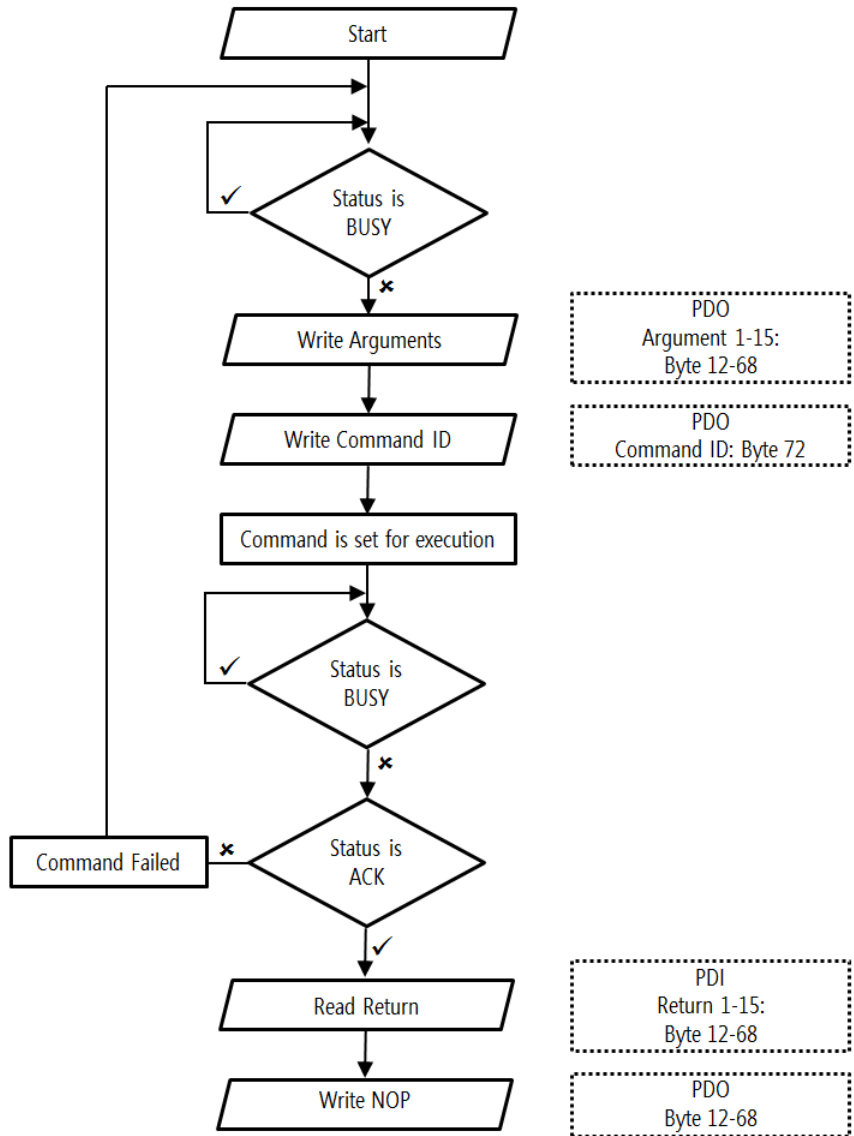 Start
✓
Status is
BUSY
✗
Write Arguments
PDO
Argument 1-15:
Byte 12-68
Write Command ID
PDO
Command ID: Byte 72
Command is set for execution
✓
Status is
BUSY
✗
Command Failed
✗
Status is
ACK
✓
Read Return
PDI
Return 1-15:
Byte 12-68
Write NOP
PDO
Byte 12-68